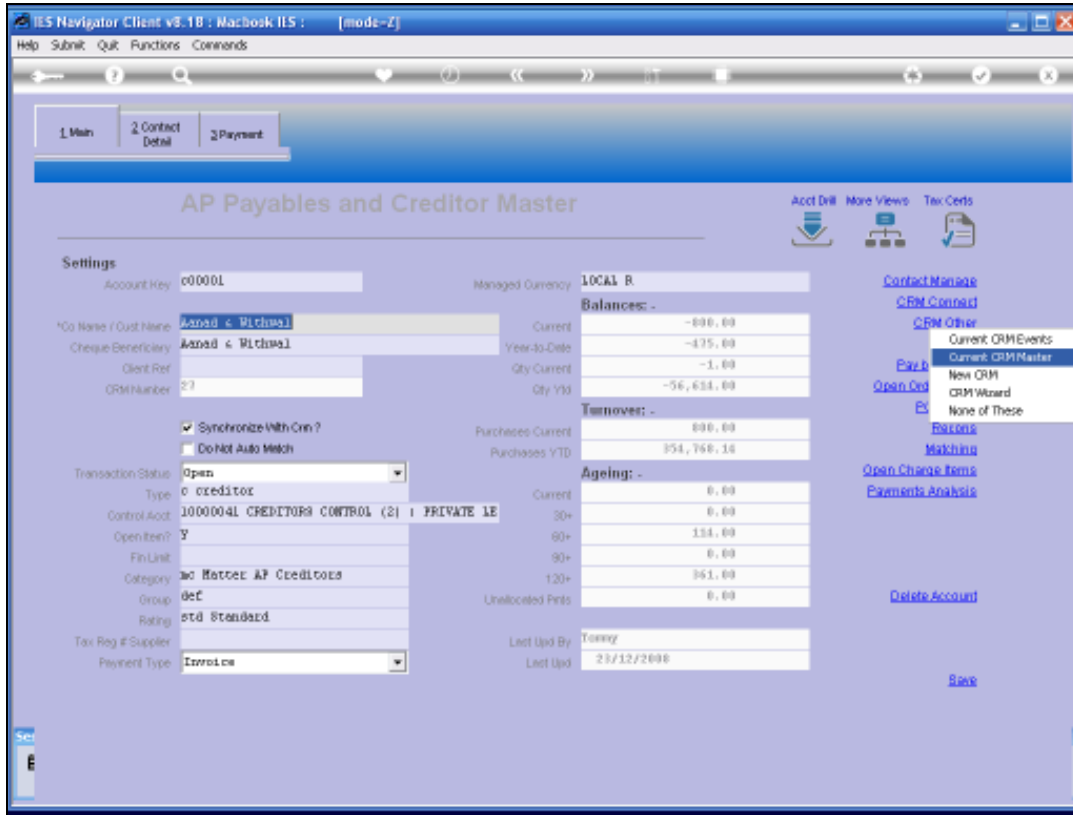 IES Navigator Client v8.18 : Macbook IES : [mode-Z]
Help Submit Quit Functions Commands
1 Main
2 Contact Detail
3 Payment
AP Payables and Creditor Master
Acct Drill More Views Tax Certs
Settings
Account Key c00001 Managed Currency LOCAL R Contact Manage
Balances: - CRM Connect
*Co Name / Cust Name Aanad & Withwal Current -800.00 CRM Other
Cheque Beneficiary Aanad & Withwal Year-to-Date -475.00
Client Ref Qty Current -1.00
CRM Number 27 Qty Ytd -56,614.00 Open Ord
Current CRM Events
Current CRM Master
New CRM
CRM Wizard
None of These
Turnover: -
Synchronize With Crm ? Purchases Current 800.00 Recons
Do Not Auto Match Purchases YTD 354,768.14 Matching
Transaction Status Open Ageing: - Open Charge Items
Type c creditor Current 0.00 Payments Analysis
Control Acct 10000041 CREDITORS CONTROL (2) : PRIVATE LE 30+ 0.00
Open Item? Y 60+ 114.00
Fin Limit 90+ 0.00
Category mc Matter AP Creditors 120+ 361.00
Group def Unallocated Pmts 0.00 Delete Account
Rating std Standard
Tax Reg # Supplier Last Upd By Tommy
Payment Type Invoice Last Upd 23/12/2008
Save